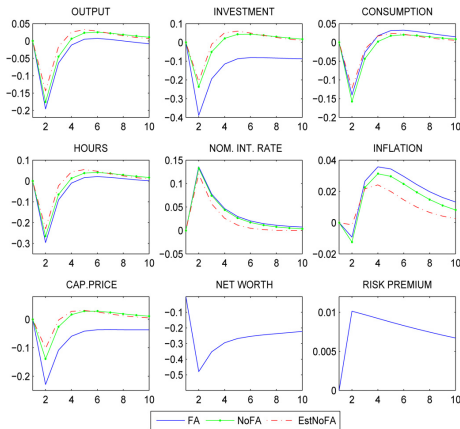 OUTPUT
0.05
0
-0.05
-0.1
-0.15
-0.2
2 4 6 8 10
INVESTMENT
0.1
0
-0.1
-0.2
-0.3
-0.4
2 4 6 8 10
CONSUMPTION
0.05
0
-0.05
-0.1
-0.15
-0.2
2 4 6 8 10
HOURS
0.1
0
-0.1
-0.2
-0.3
2 4 6 8 10
NOM. INT. RATE
0.15
0.1
0.05
0
0.05
2 4 6 8 10
INFLATION
0.04
0.02
0
-0.02
2 4 6 8 10
CAP.PRICE
0
-0.1
-0.2
2 4 6 8 10
NET WORTH
-0.1
-0.2
-0.3
-0.4
-0.5
2 4 6 8 10
RISK PREMIUM
0.01
0.005
0
2 4 6 8 10
FA NoFA EstNoFA